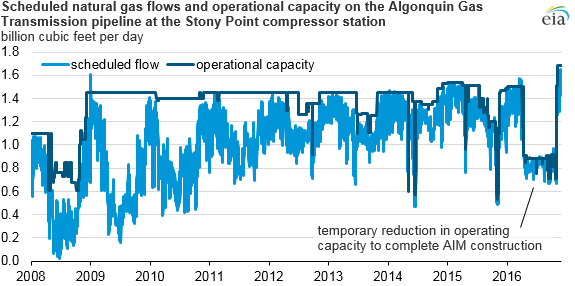 Scheduled natural gas flows and operational capacity on the Algonquin Gas
Transmission pipeline at the Stony Point compressor station
billion cubic feet per day
eia
1.8
1.6
1.4
1.2
1.0
0.8
0.6
0.4
0.2
0.0
scheduled flow
operational capacity
temporary reduction in operating
capacity to complete AIM construction
2008
2009
2010
2011
2012
2013
2014
2015
2016